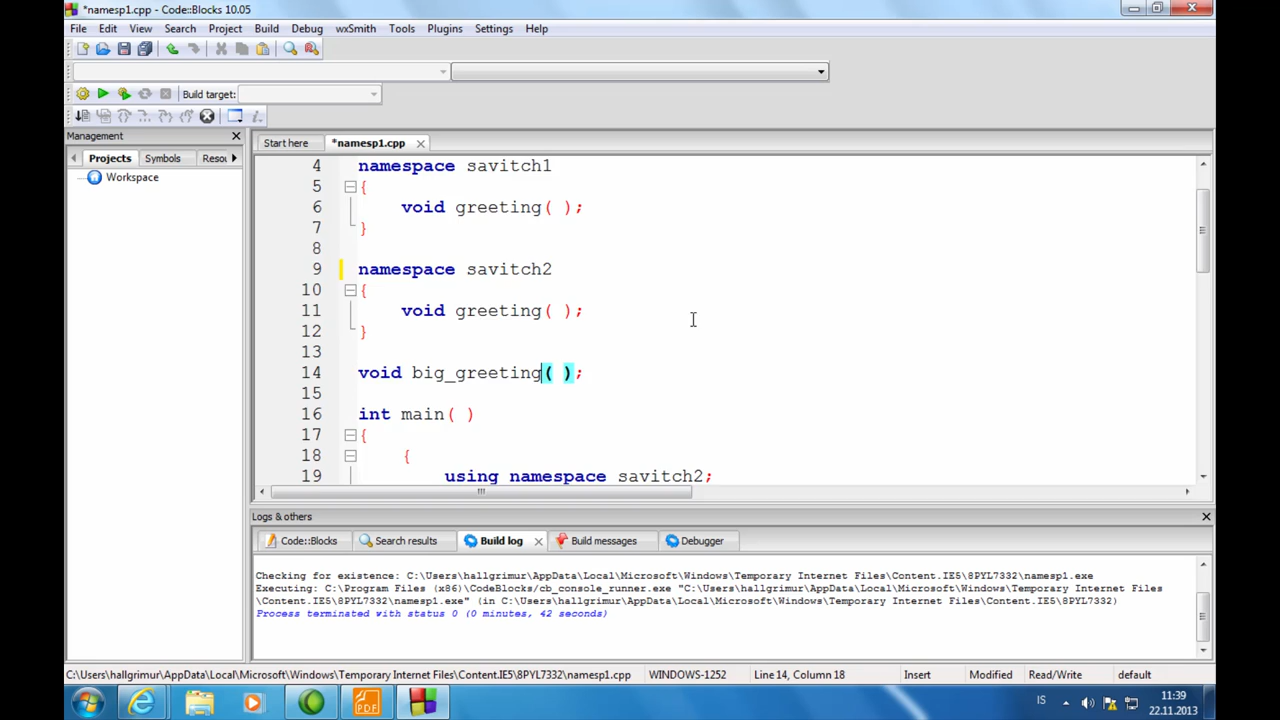 *namesp1.cpp - Code::Blocks 10.05
File Edit View Search Project Build Debug wxSmith Tools Plugins Settings Help
Build target:
Management
Projects Symbols Resou
Workspace
Start here *namesp1.cpp
4 namespace savitch1
5 {
6 void greeting( );
7 }
8
9 namespace savitch2
10 {
11 void greeting( );
12 }
13
14 void big_greeting( );
15
16 int main( )
17 {
18 {
19 using namespace savitch2;
Logs & others
Code::Blocks Search results Build log Build messages Debugger
Checking for existence: C:\Users\hallgrimur\AppData\Local\Microsoft\Windows\Temporary Internet Files\Content.IE5\8PYL7332\namesp1.exe
Executing: C:\Program Files (x86)\CodeBlocks/cb_console_runner.exe "C:\Users\hallgrimur\AppData\Local\Microsoft\Windows\Temporary Internet Files
\Content.IE5\8PYL7332\namesp1.exe" (in C:\Users\hallgrimur\AppData\Local\Microsoft\Windows\Temporary Internet Files\Content.IE5\8PYL7332)
Process terminated with status 0 (0 minutes, 42 seconds)
C:\Users\hallgrimur\AppData\Local\Microsoft\Windows\Temporary Internet Files\Content.IE5\8PYL7332\namesp1.cpp WINDOWS-1252 Line 14, Column 18 Insert Modified Read/Write default
PDF
IS
11:39
22.11.2013